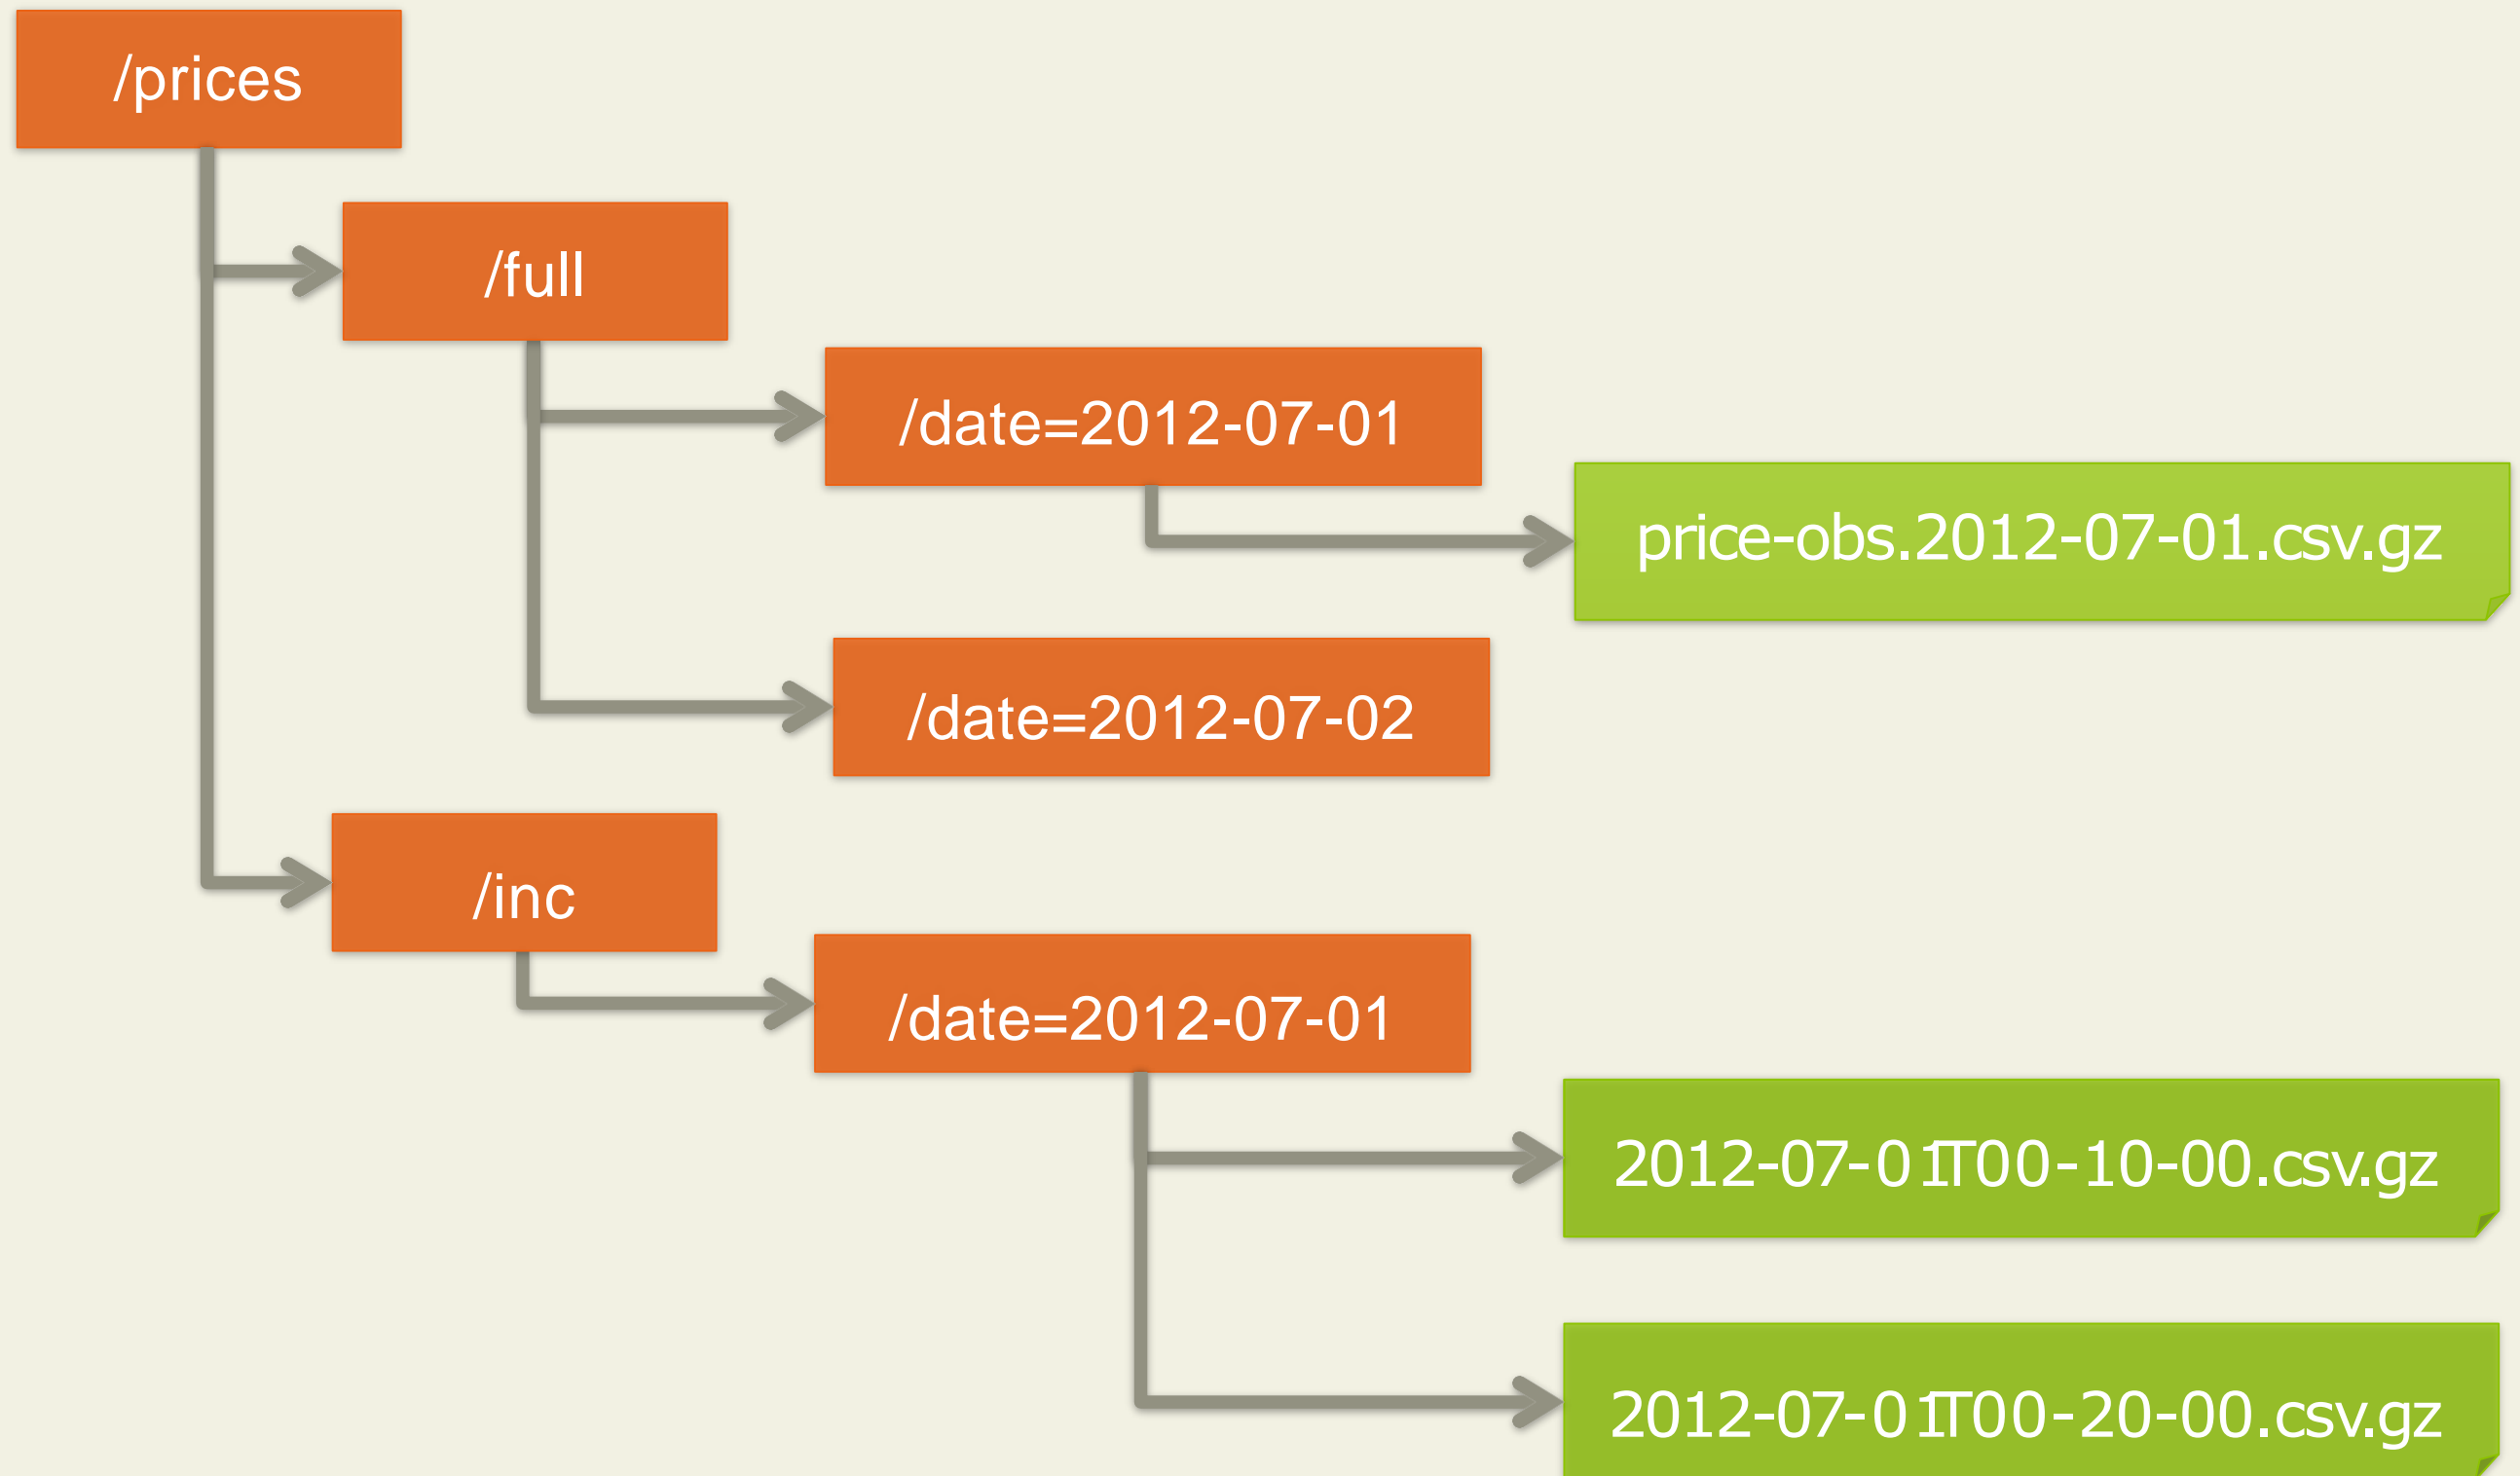 /prices
/full
/date=2012-07-01
price-obs.2012-07-01.csv.gz
/date=2012-07-02
/inc
/date=2012-07-01
2012-07-01T00-10-00.csv.gz
2012-07-01T00-20-00.csv.gz